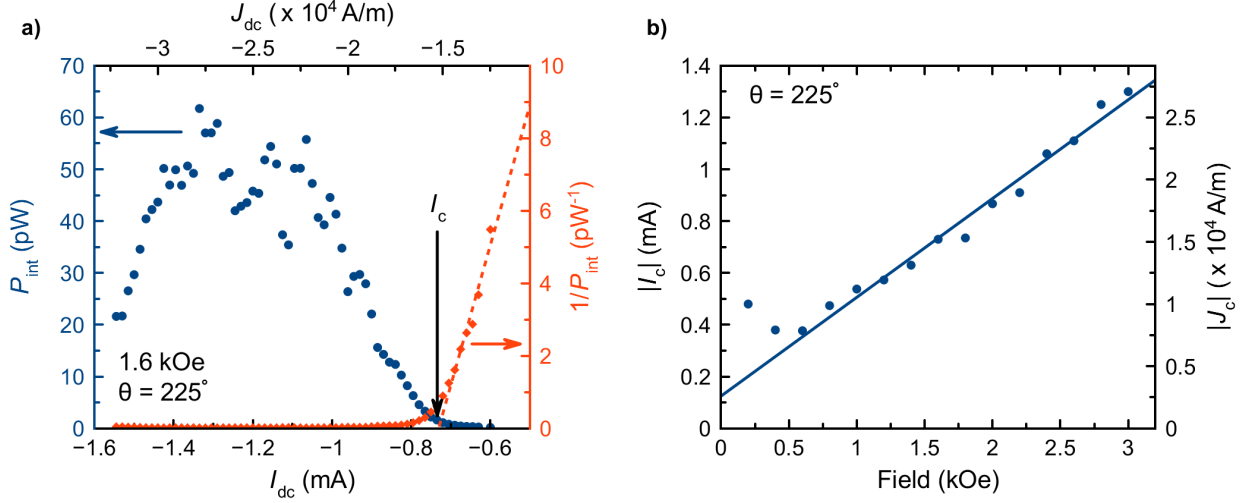 a)
J_dc (x 10⁴ A/m)
−3 −2.5 −2 −1.5
70 60 50 40 30 20 10 0
P_int (pW)
10 8 6 4 2 0
1/P_int (pW⁻¹)
I_c
1.6 kOe
θ = 225°
−1.6 −1.4 −1.2 −1.0 −0.8 −0.6
I_dc (mA)
b)
θ = 225°
1.4 1.2 1 0.8 0.6 0.4 0.2 0
|I_c| (mA)
2.5 2 1.5 1 0.5 0
|J_c| (x 10⁴ A/m)
0 0.5 1 1.5 2 2.5 3
Field (kOe)